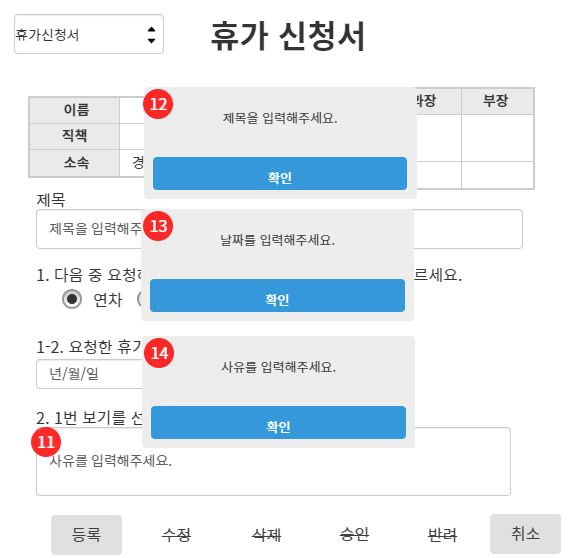 휴가신청서
휴가 신청서
이름
직책
소속
경
부장
12
제목을 입력해주세요.
확인
제목
제목을 입력해주
13
날짜를 입력해주세요.
확인
1. 다음 중 요청
르세요.
연차
14
사유를 입력해주세요.
확인
1-2. 요청한 휴가
년/월/일
2. 1번 보기를 선
11
사유를 입력해주세요.
등록 수정 삭제 승인 반려 취소